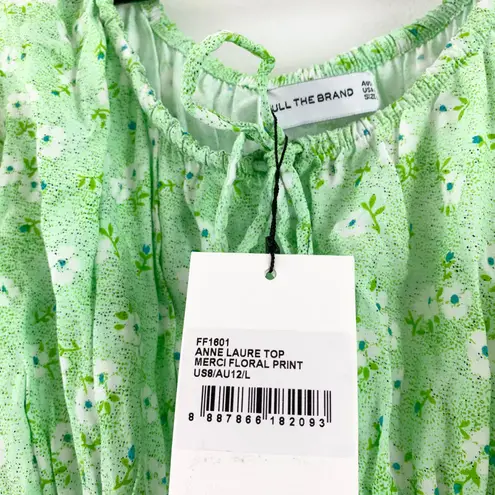 ULL THE BRAND
FF1601
ANNE LAURE TOP
MERCI FLORAL PRINT
US8/AU12/L
8 887866 182093